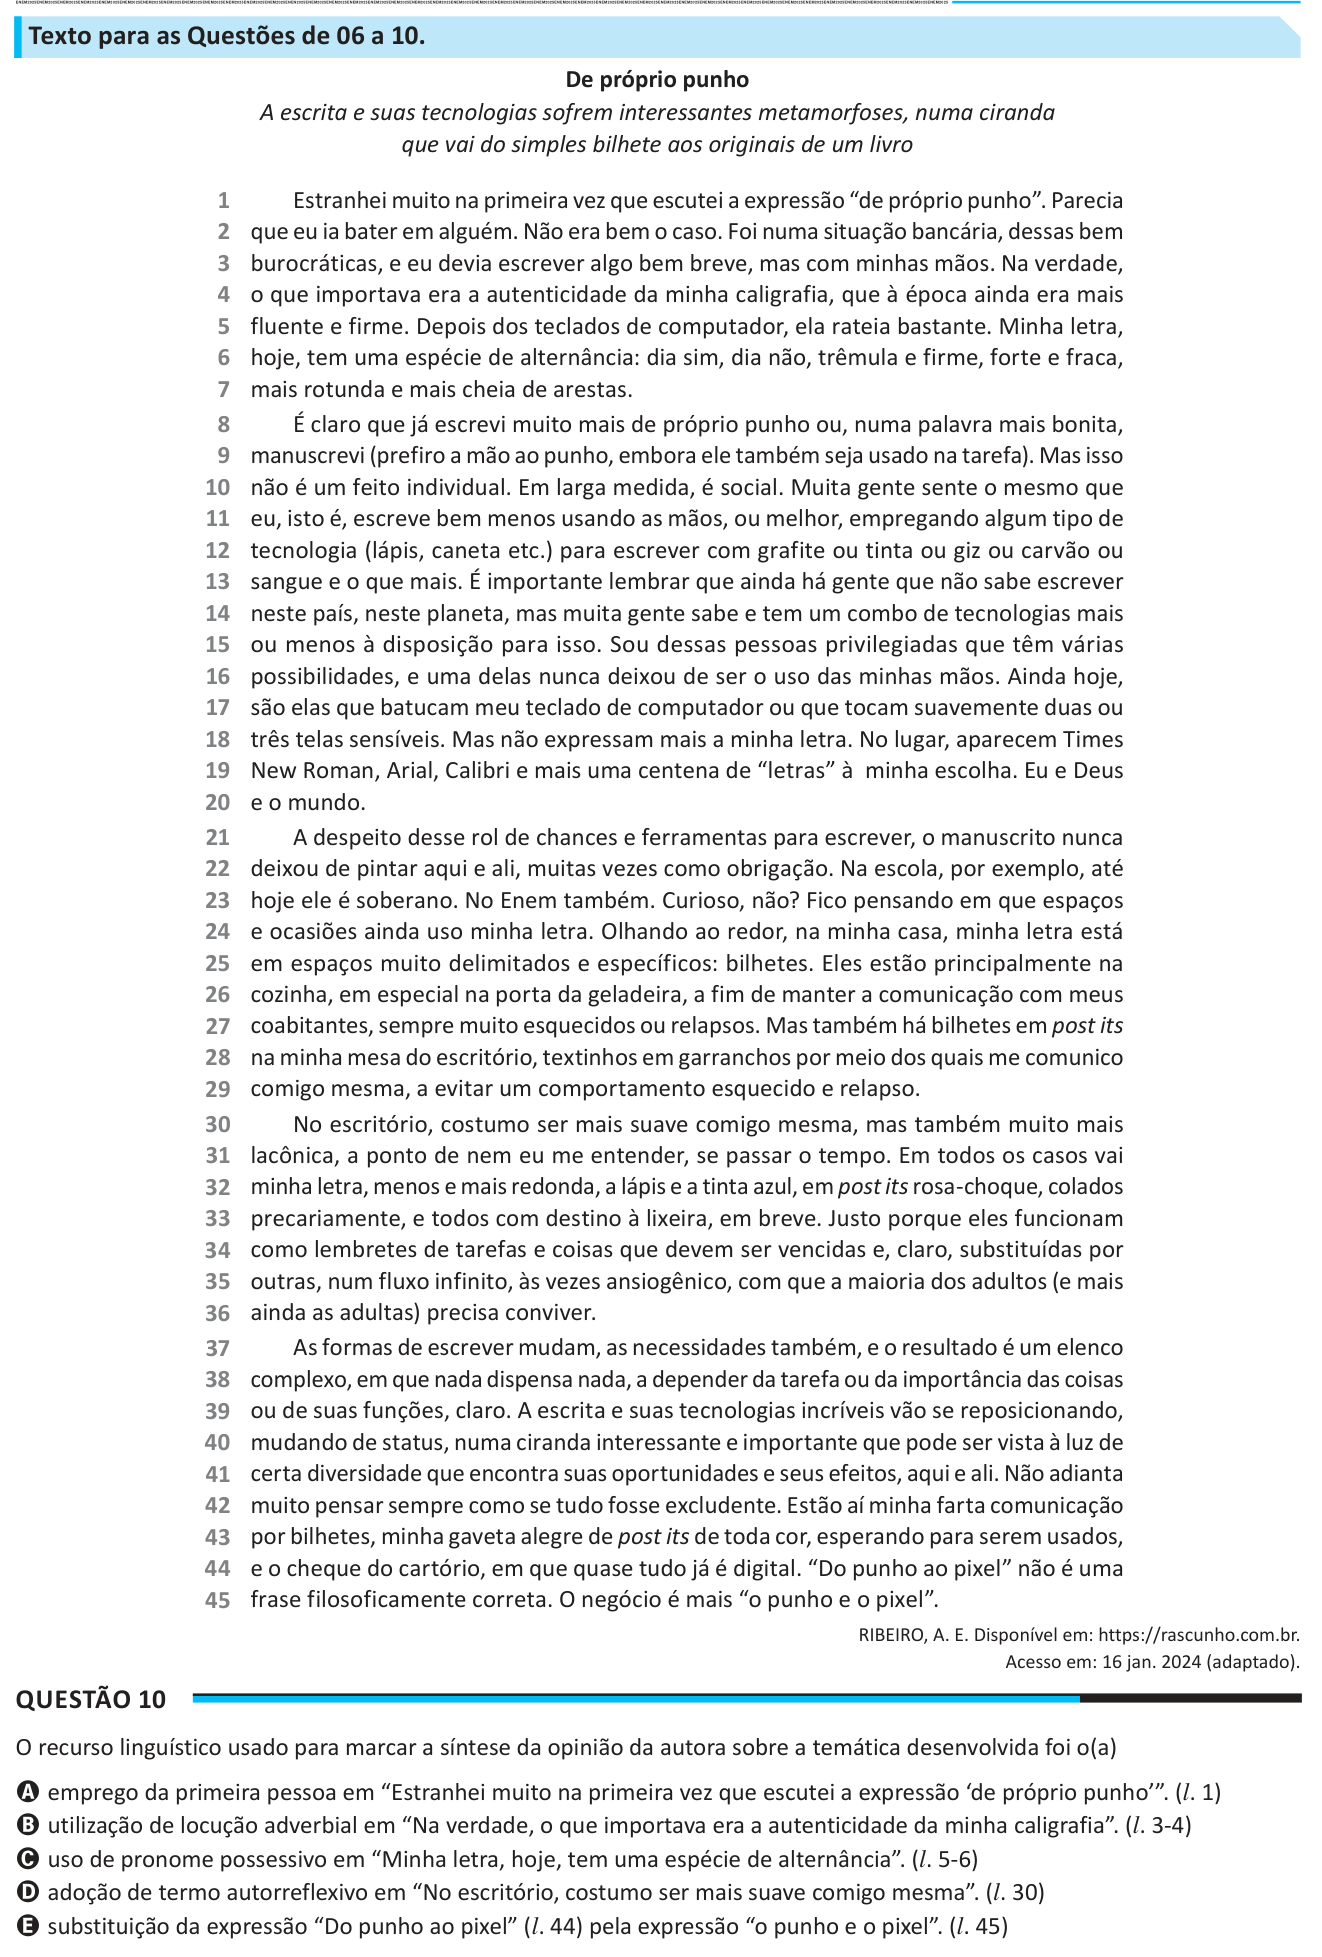 Texto para as Questões de 06 a 10.
De próprio punho
A escrita e suas tecnologias sofrem interessantes metamorfoses, numa ciranda
que vai do simples bilhete aos originais de um livro
1 Estranhei muito na primeira vez que escutei a expressão “de próprio punho”. Parecia
2 que eu ia bater em alguém. Não era bem o caso. Foi numa situação bancária, dessas bem
3 burocráticas, e eu devia escrever algo bem breve, mas com minhas mãos. Na verdade,
4 o que importava era a autenticidade da minha caligrafia, que à época ainda era mais
5 fluente e firme. Depois dos teclados de computador, ela rateia bastante. Minha letra,
6 hoje, tem uma espécie de alternância: dia sim, dia não, trêmula e firme, forte e fraca,
7 mais rotunda e mais cheia de arestas.
8 É claro que já escrevi muito mais de próprio punho ou, numa palavra mais bonita,
9 manuscrevi (prefiro a mão ao punho, embora ele também seja usado na tarefa). Mas isso
10 não é um feito individual. Em larga medida, é social. Muita gente sente o mesmo que
11 eu, isto é, escreve bem menos usando as mãos, ou melhor, empregando algum tipo de
12 tecnologia (lápis, caneta etc.) para escrever com grafite ou tinta ou giz ou carvão ou
13 sangue e o que mais. É importante lembrar que ainda há gente que não sabe escrever
14 neste país, neste planeta, mas muita gente sabe e tem um combo de tecnologias mais
15 ou menos à disposição para isso. Sou dessas pessoas privilegiadas que têm várias
16 possibilidades, e uma delas nunca deixou de ser o uso das minhas mãos. Ainda hoje,
17 são elas que batucam meu teclado de computador ou que tocam suavemente duas ou
18 três telas sensíveis. Mas não expressam mais a minha letra. No lugar, aparecem Times
19 New Roman, Arial, Calibri e mais uma centena de “letras” à minha escolha. Eu e Deus
20 e o mundo.
21 A despeito desse rol de chances e ferramentas para escrever, o manuscrito nunca
22 deixou de pintar aqui e ali, muitas vezes como obrigação. Na escola, por exemplo, até
23 hoje ele é soberano. No Enem também. Curioso, não? Fico pensando em que espaços
24 e ocasiões ainda uso minha letra. Olhando ao redor, na minha casa, minha letra está
25 em espaços muito delimitados e específicos: bilhetes. Eles estão principalmente na
26 cozinha, em especial na porta da geladeira, a fim de manter a comunicação com meus
27 coabitantes, sempre muito esquecidos ou relapsos. Mas também há bilhetes em post its
28 na minha mesa do escritório, textinhos em garranchos por meio dos quais me comunico
29 comigo mesma, a evitar um comportamento esquecido e relapso.
30 No escritório, costumo ser mais suave comigo mesma, mas também muito mais
31 lacônica, a ponto de nem eu me entender, se passar o tempo. Em todos os casos vai
32 minha letra, menos e mais redonda, a lápis e a tinta azul, em post its rosa-choque, colados
33 precariamente, e todos com destino à lixeira, em breve. Justo porque eles funcionam
34 como lembretes de tarefas e coisas que devem ser vencidas e, claro, substituídas por
35 outras, num fluxo infinito, às vezes ansiogênico, com que a maioria dos adultos (e mais
36 ainda as adultas) precisa conviver.
37 As formas de escrever mudam, as necessidades também, e o resultado é um elenco
38 complexo, em que nada dispensa nada, a depender da tarefa ou da importância das coisas
39 ou de suas funções, claro. A escrita e suas tecnologias incríveis vão se reposicionando,
40 mudando de status, numa ciranda interessante e importante que pode ser vista à luz de
41 certa diversidade que encontra suas oportunidades e seus efeitos, aqui e ali. Não adianta
42 muito pensar sempre como se tudo fosse excludente. Estão aí minha farta comunicação
43 por bilhetes, minha gaveta alegre de post its de toda cor, esperando para serem usados,
44 e o cheque do cartório, em que quase tudo já é digital. “Do punho ao pixel” não é uma
45 frase filosoficamente correta. O negócio é mais “o punho e o pixel”.
RIBEIRO, A. E. Disponível em: https://rascunho.com.br.
Acesso em: 16 jan. 2024 (adaptado).
QUESTÃO 10
O recurso linguístico usado para marcar a síntese da opinião da autora sobre a temática desenvolvida foi o(a)
A emprego da primeira pessoa em “Estranhei muito na primeira vez que escutei a expressão ‘de próprio punho’”. (l. 1)
B utilização de locução adverbial em “Na verdade, o que importava era a autenticidade da minha caligrafia”. (l. 3-4)
C uso de pronome possessivo em “Minha letra, hoje, tem uma espécie de alternância”. (l. 5-6)
D adoção de termo autorreflexivo em “No escritório, costumo ser mais suave comigo mesma”. (l. 30)
E substituição da expressão “Do punho ao pixel” (l. 44) pela expressão “o punho e o pixel”. (l. 45)